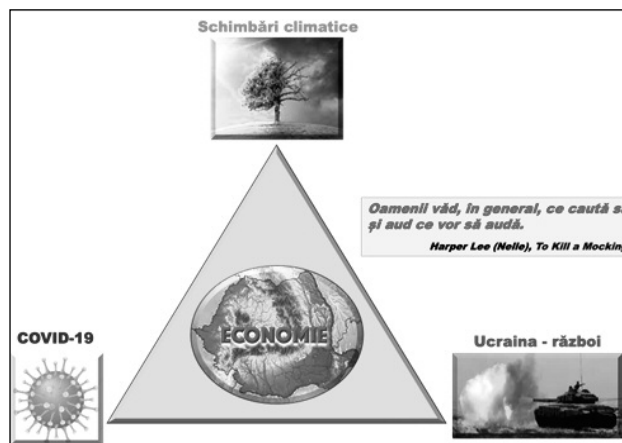 Schimbări climatice
Oamenii văd, în general, ce caută să
și aud ce vor să audă.
Harper Lee (Nelle), To Kill a Mocking
ECONOMIE
COVID-19
Ucraina - război